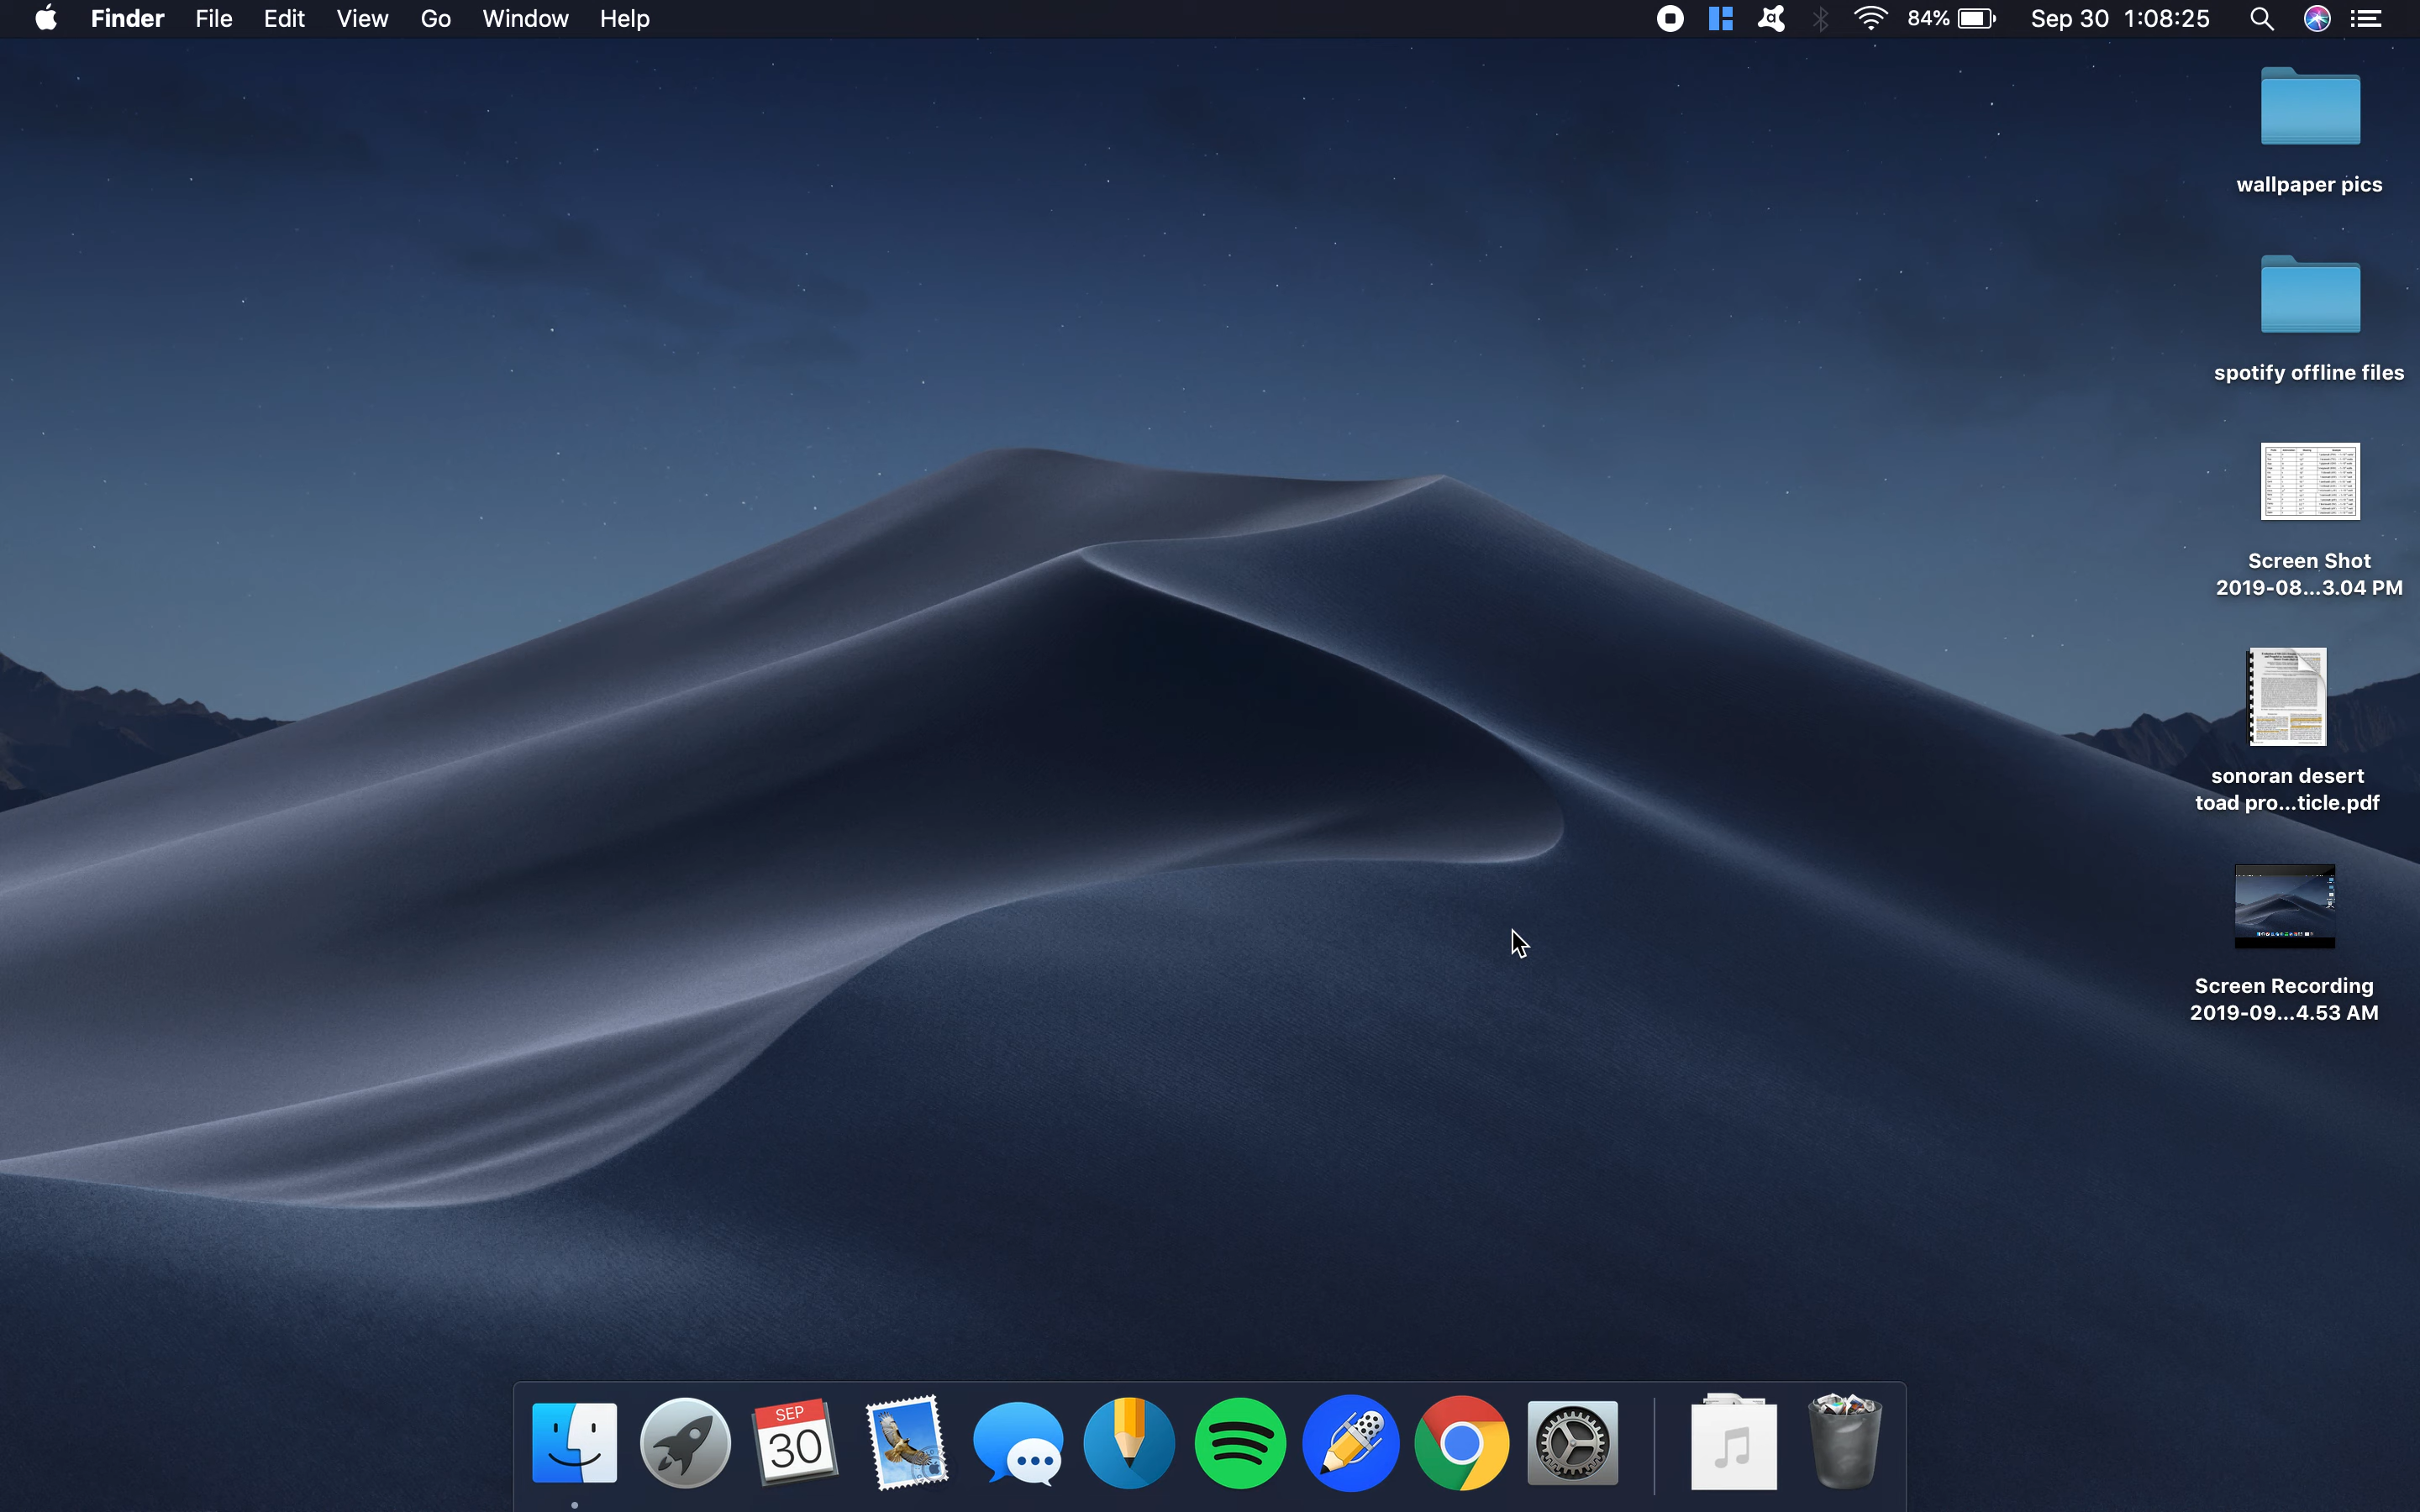 Finder File Edit View Go Window Help 84% Sep 30 1:08:25
wallpaper pics
spotify offline files
Screen Shot
2019-08...3.04 PM
sonoran desert
toad pro...ticle.pdf
Screen Recording
2019-09...4.53 AM
SEP
30